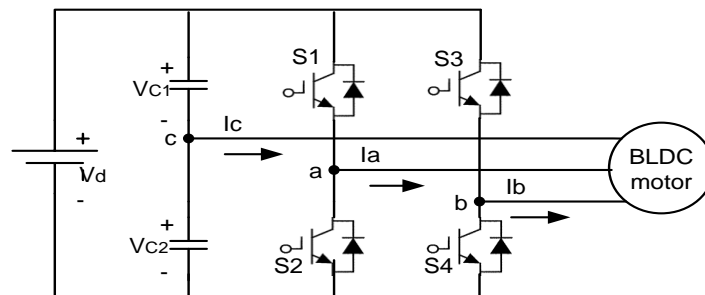 S1
S3
+
VC1
-
c
Ic
+
Vd
-
a
Ia
BLDC
motor
b
Ib
+
VC2
-
S2
S4